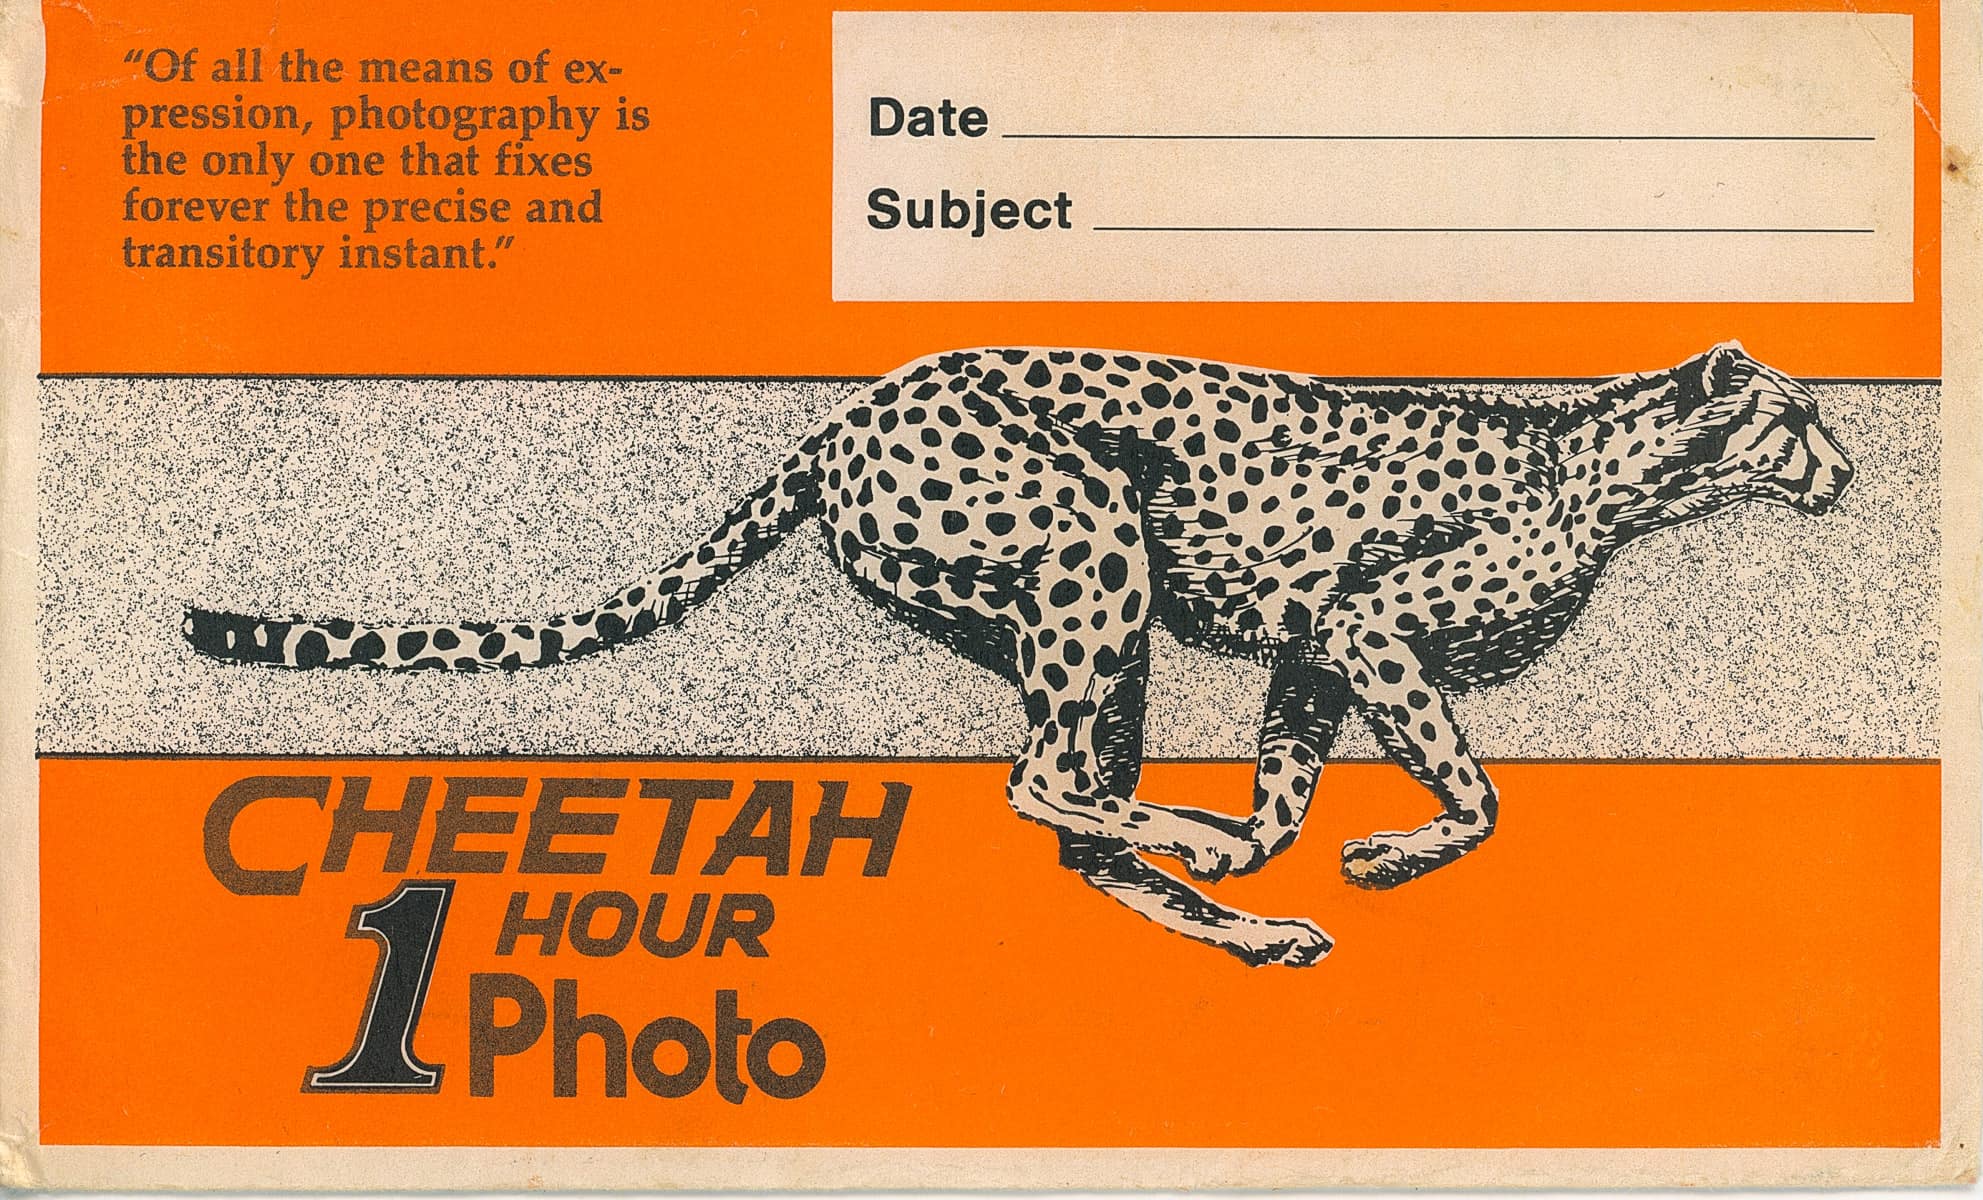 “Of all the means of ex-
pression, photography is
the only one that fixes
forever the precise and
transitory instant.”
Date
Subject
CHEETAH
1 HOUR
Photo